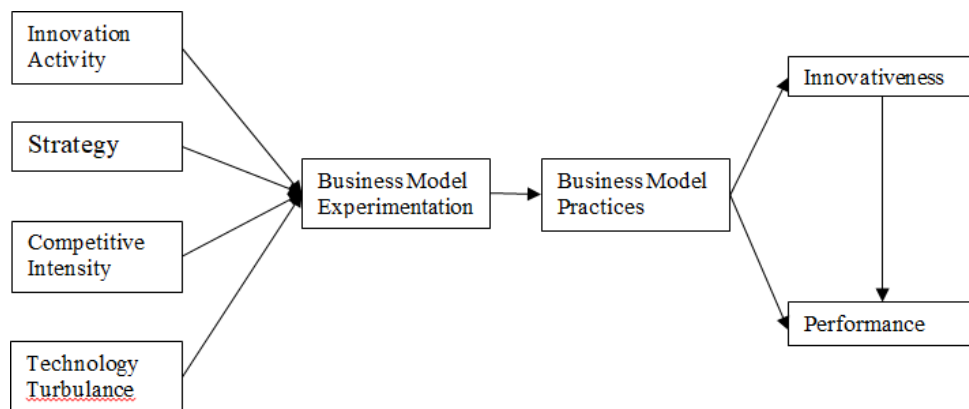 Innovation
Activity
Strategy
Competitive
Intensity
Technology
Turbulance
Business Model
Experimentation
Business Model
Practices
Innovativeness
Performance